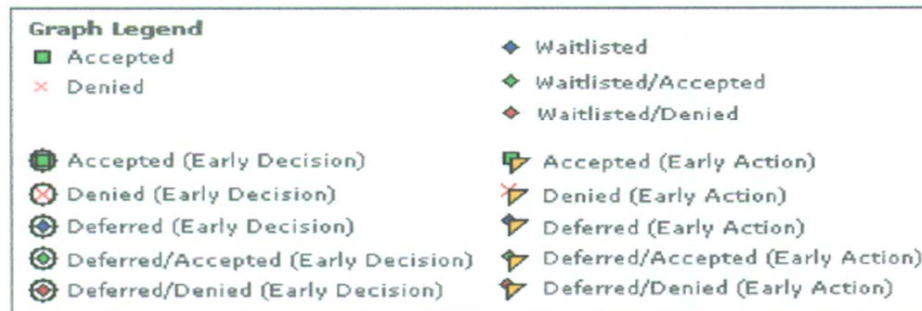 Graph Legend
Accepted
Denied
Waitlisted
Waitlisted/Accepted
Waitlisted/Denied
Accepted (Early Decision)
Denied (Early Decision)
Deferred (Early Decision)
Deferred/Accepted (Early Decision)
Deferred/Denied (Early Decision)
Accepted (Early Action)
Denied (Early Action)
Deferred (Early Action)
Deferred/Accepted (Early Action)
Deferred/Denied (Early Action)